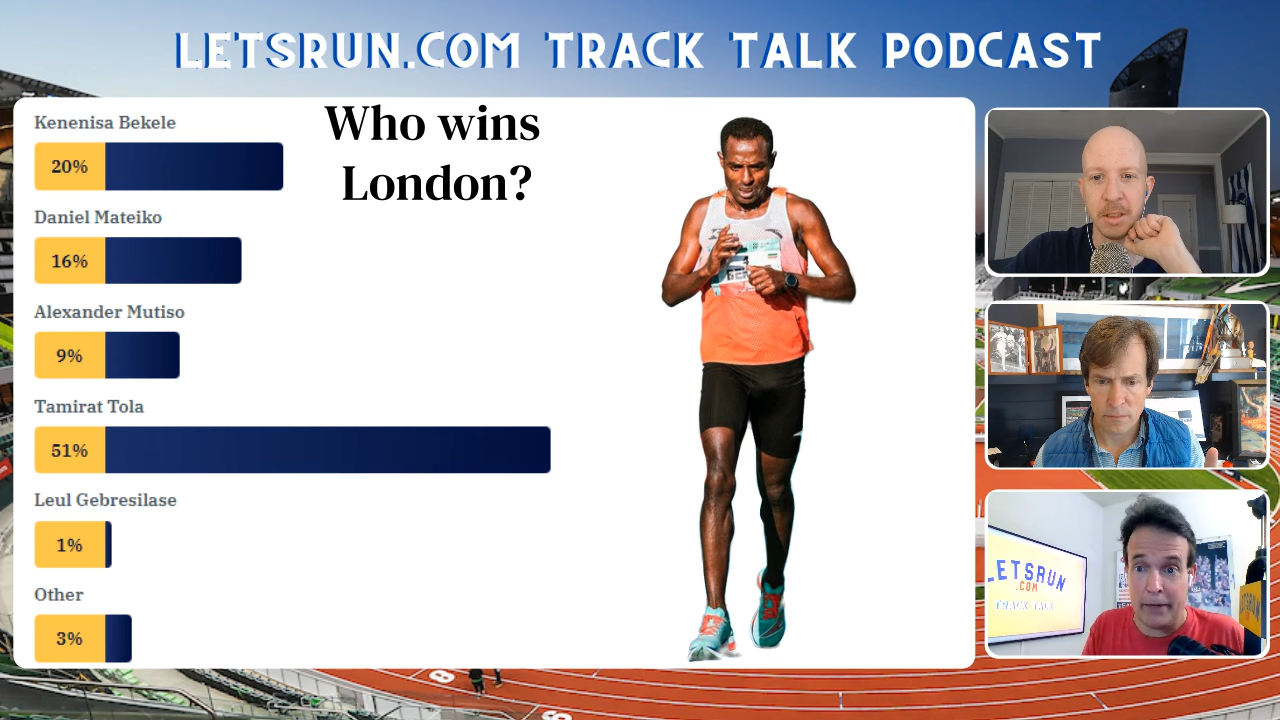 LETSRUN.COM TRACK TALK PODCAST
Who wins
London?
Kenenisa Bekele
20%
Daniel Mateiko
16%
Alexander Mutiso
9%
Tamirat Tola
51%
Leul Gebresilase
1%
Other
3%
LETSRUN
.COM
TRACK TALK
LETSRUN